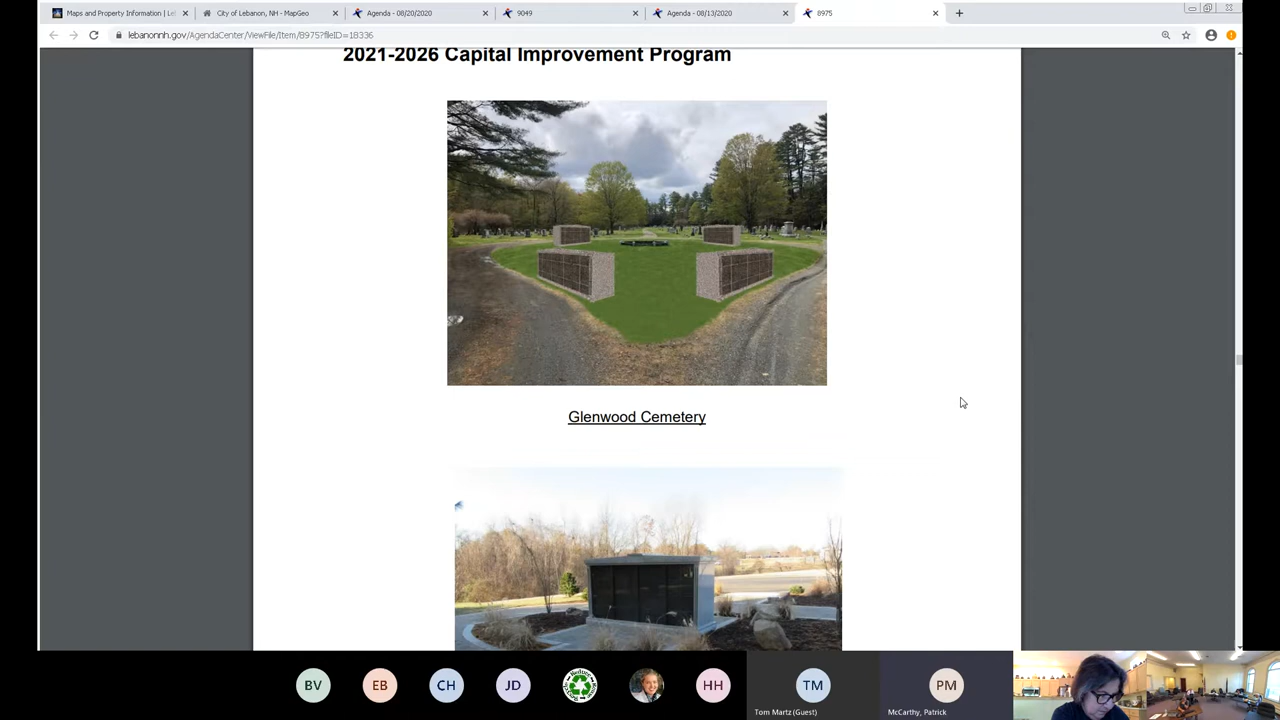 Maps and Property Information | Le
City of Lebanon, NH - MapGeo
Agenda - 08/20/2020
9049
Agenda - 08/13/2020
8975
lebanonnh.gov/AgendaCenter/ViewFile/Item/8975?fileID=18336
2021-2026 Capital Improvement Program
Glenwood Cemetery
BV
EB
CH
JD
HH
TM
PM
Tom Martz (Guest)
McCarthy, Patrick